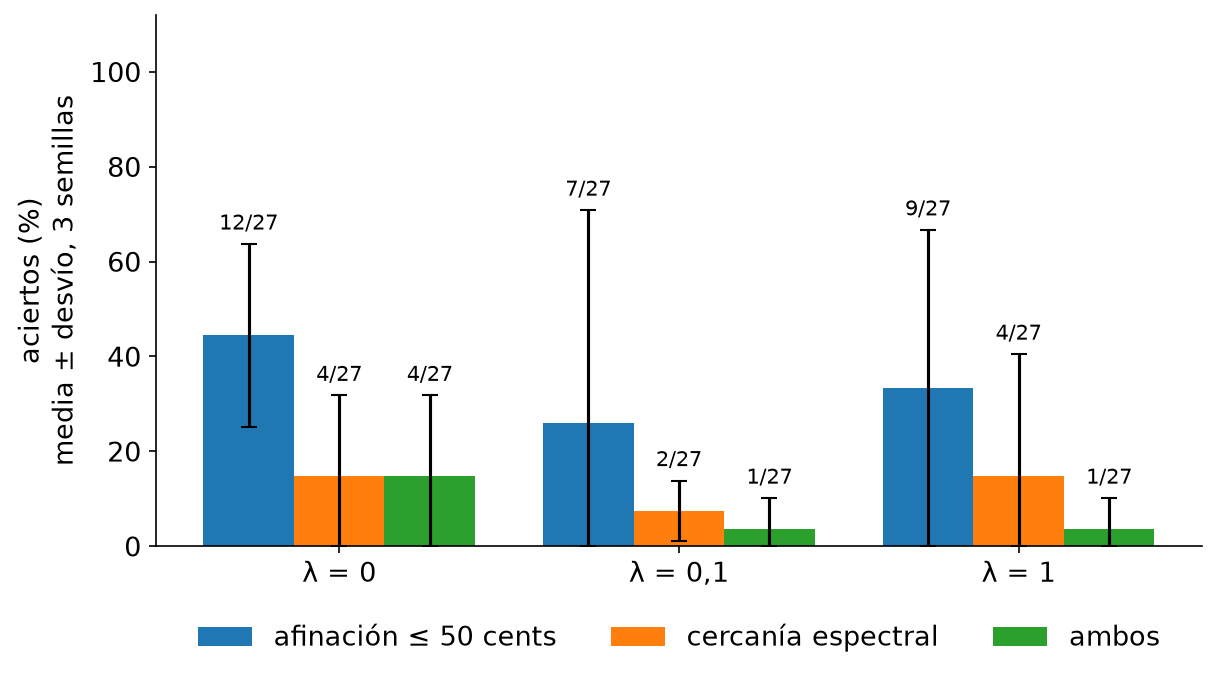 aciertos (%)
media ± desvío, 3 semillas
100
80
60
40
20
0
12/27
4/27
4/27
7/27
2/27
1/27
9/27
4/27
1/27
λ = 0
λ = 0,1
λ = 1
afinación ≤ 50 cents
cercanía espectral
ambos